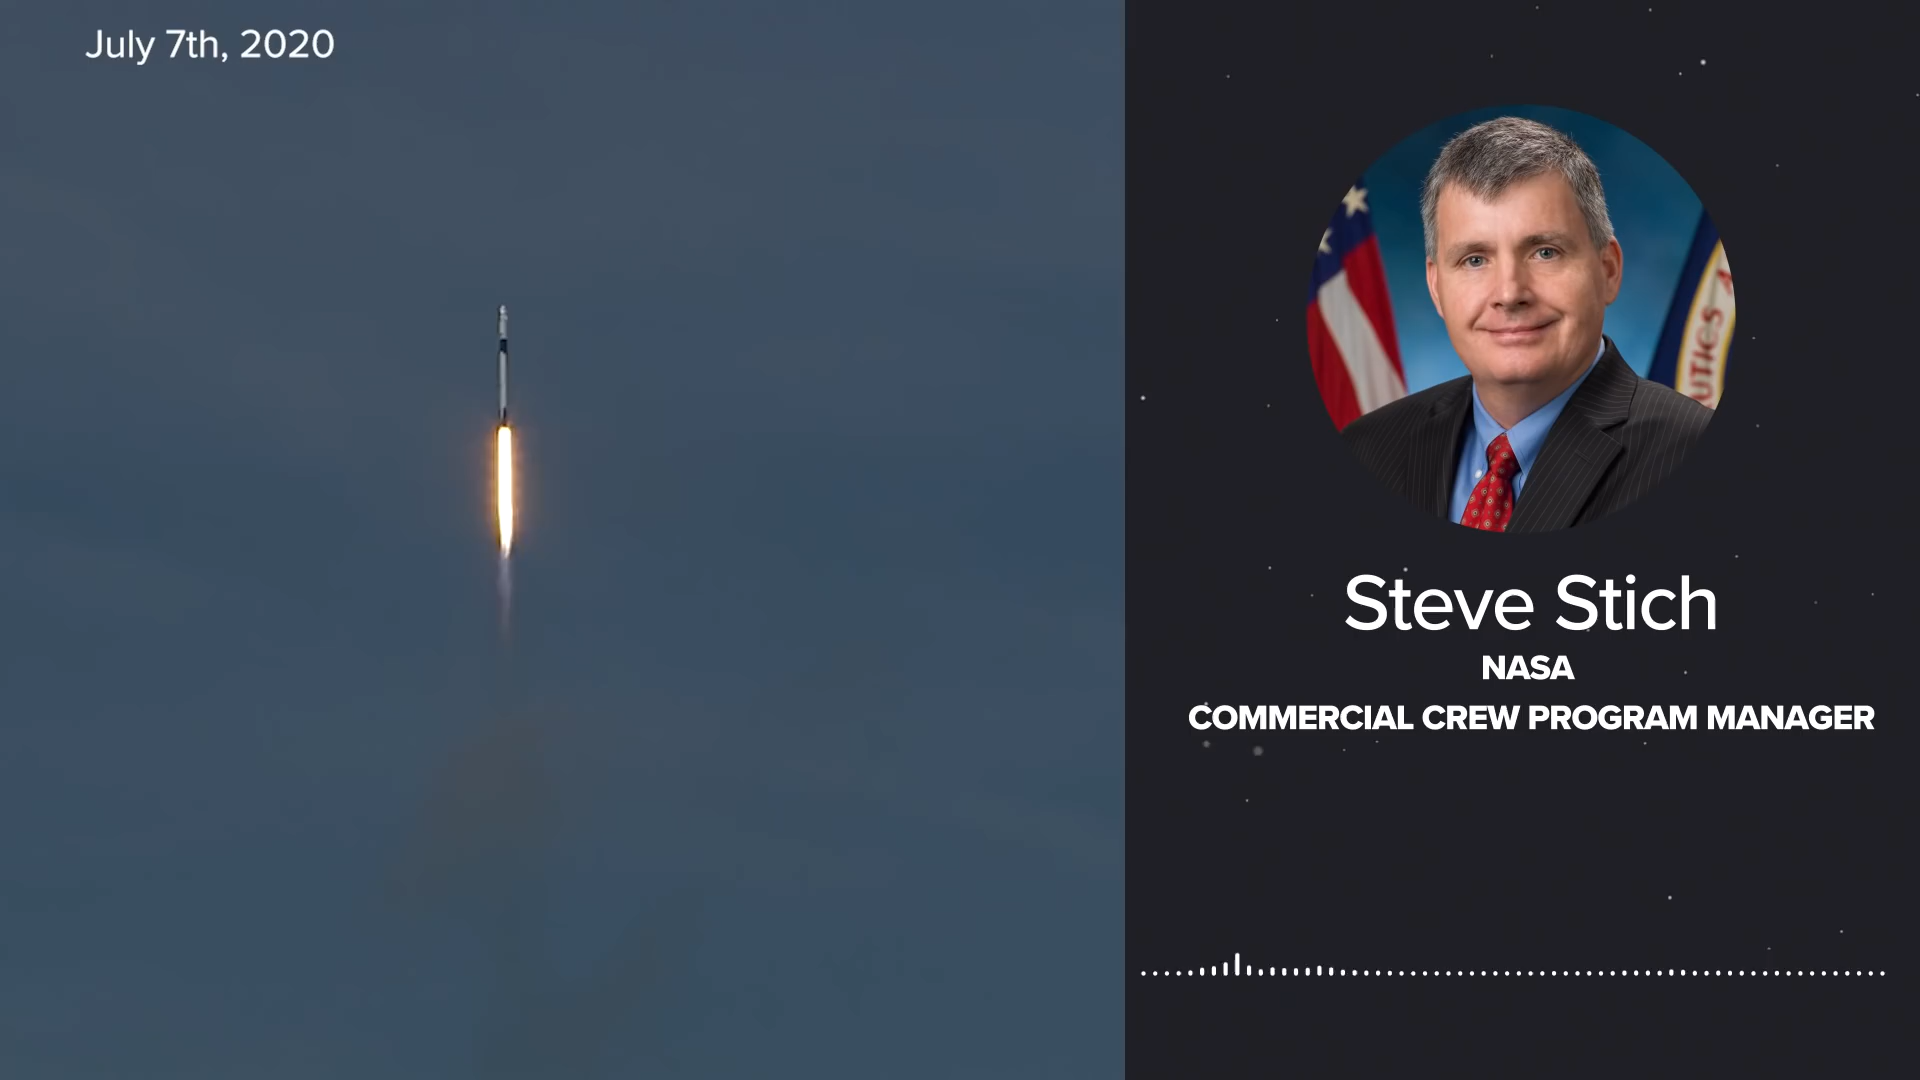 July 7th, 2020
Steve Stich
NASA
COMMERCIAL CREW PROGRAM MANAGER